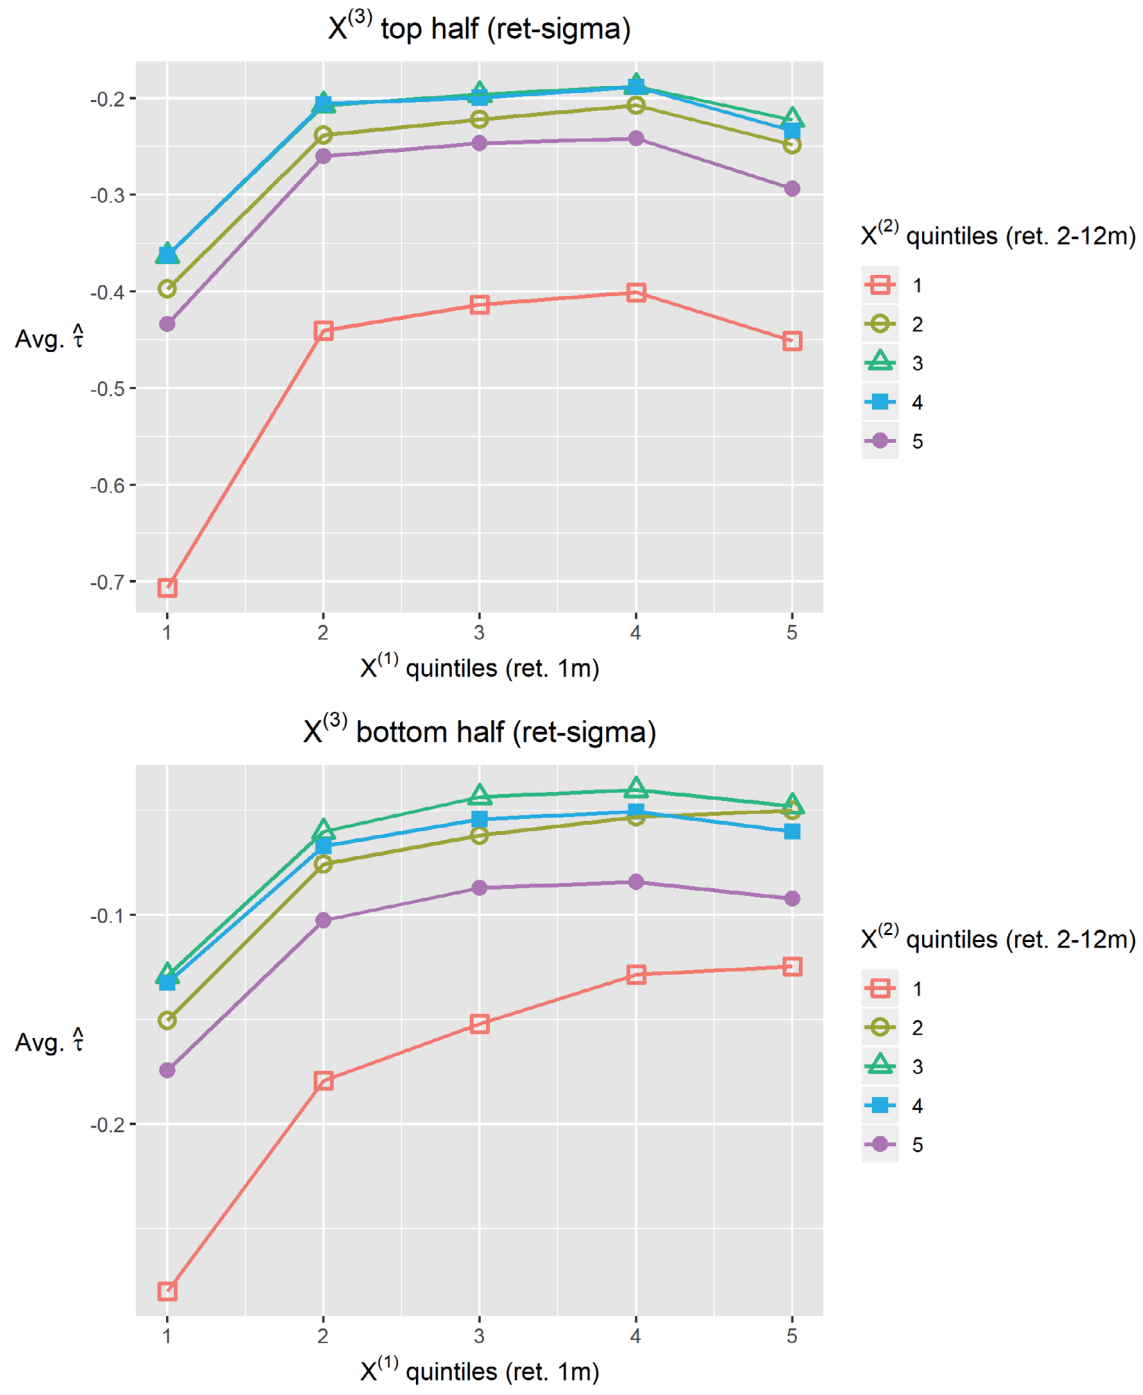 X^(3) top half (ret-sigma)
-0.2
-0.3
-0.4
-0.5
-0.6
-0.7
Avg. τ̂
1 2 3 4 5
X^(1) quintiles (ret. 1m)
X^(2) quintiles (ret. 2-12m)
1
2
3
4
5
X^(3) bottom half (ret-sigma)
-0.1
-0.2
Avg. τ̂
1 2 3 4 5
X^(1) quintiles (ret. 1m)
X^(2) quintiles (ret. 2-12m)
1
2
3
4
5